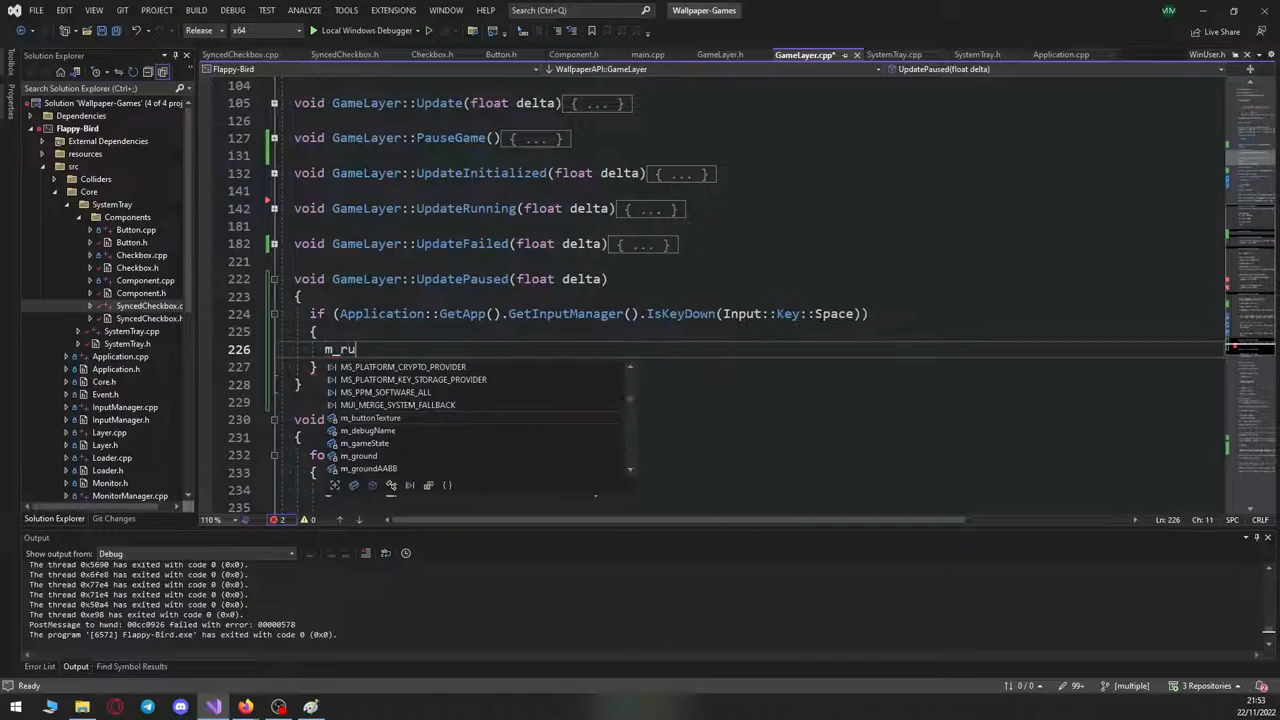 FILE EDIT VIEW GIT PROJECT BUILD DEBUG TEST ANALYZE TOOLS EXTENSIONS WINDOW HELP Search (Ctrl+Q) Wallpaper-Games VIM
Release x64 Local Windows Debugger Live Share
Toolbox
Properties
Solution Explorer
Search Solution Explorer (Ctrl+;)
Solution 'Wallpaper-Games' (4 of 4 proj
Dependencies
Flappy-Bird
External Dependencies
resources
src
Colliders
Core
SystemTray
Components
Button.cpp
Button.h
Checkbox.cpp
Checkbox.h
Component.cpp
Component.h
SyncedCheckbox.c
SyncedCheckbox.h
SystemTray.cpp
SystemTray.h
Application.cpp
Application.h
Core.h
Event.h
InputManager.cpp
InputManager.h
Layer.cpp
Layer.h
Loader.cpp
Loader.h
Monitor.h
MonitorManager.cpp
Solution Explorer Git Changes
SyncedCheckbox.cpp SyncedCheckbox.h Checkbox.h Button.h Component.h main.cpp GameLayer.h GameLayer.cpp* SystemTray.cpp SystemTray.h Application.cpp WinUser.h
Flappy-Bird WallpaperAPI::GameLayer UpdatePaused(float delta)
104
105 void GameLayer::Update(float delta){ ... }
126
127 void GameLayer::PauseGame(){ ... }
131
132 void GameLayer::UpdateInitialized(float delta){ ... }
141
142 void GameLayer::UpdateRunning(float delta){ ... }
181
182 void GameLayer::UpdateFailed(float delta){ ... }
221
222 void GameLayer::UpdatePaused(float delta)
223 {
224 if (Application::GetApp().GetInputManager().IsKeyDown(Input::Key::Space))
225 {
226 m_ru
227 }
228 }
229
230 void
231 {
232 fo
233 {
234
235
MS_PLATFORM_CRYPTO_PROVIDER
MS_PLATFORM_KEY_STORAGE_PROVIDER
MS_PPM_SOFTWARE_ALL
MUI_MERGE_SYSTEM_FALLBACK
m_buttonTexture
m_debugName
m_gameState
m_ground
m_groundAABB
110 % 2 0 Ln: 226 Ch: 11 SPC CRLF
Output
Show output from: Debug
The thread 0x5690 has exited with code 0 (0x0).
The thread 0x6fe8 has exited with code 0 (0x0).
The thread 0x77e4 has exited with code 0 (0x0).
The thread 0x71e4 has exited with code 0 (0x0).
The thread 0x50a4 has exited with code 0 (0x0).
The thread 0xe98 has exited with code 0 (0x0).
PostMessage to hwnd: 00cc0926 failed with error: 00000578
The program '[6572] Flappy-Bird.exe' has exited with code 0 (0x0).
Error List Output Find Symbol Results
Ready 0 / 0 99+ [multiple] 3 Repositories 2
21:53
22/11/2022